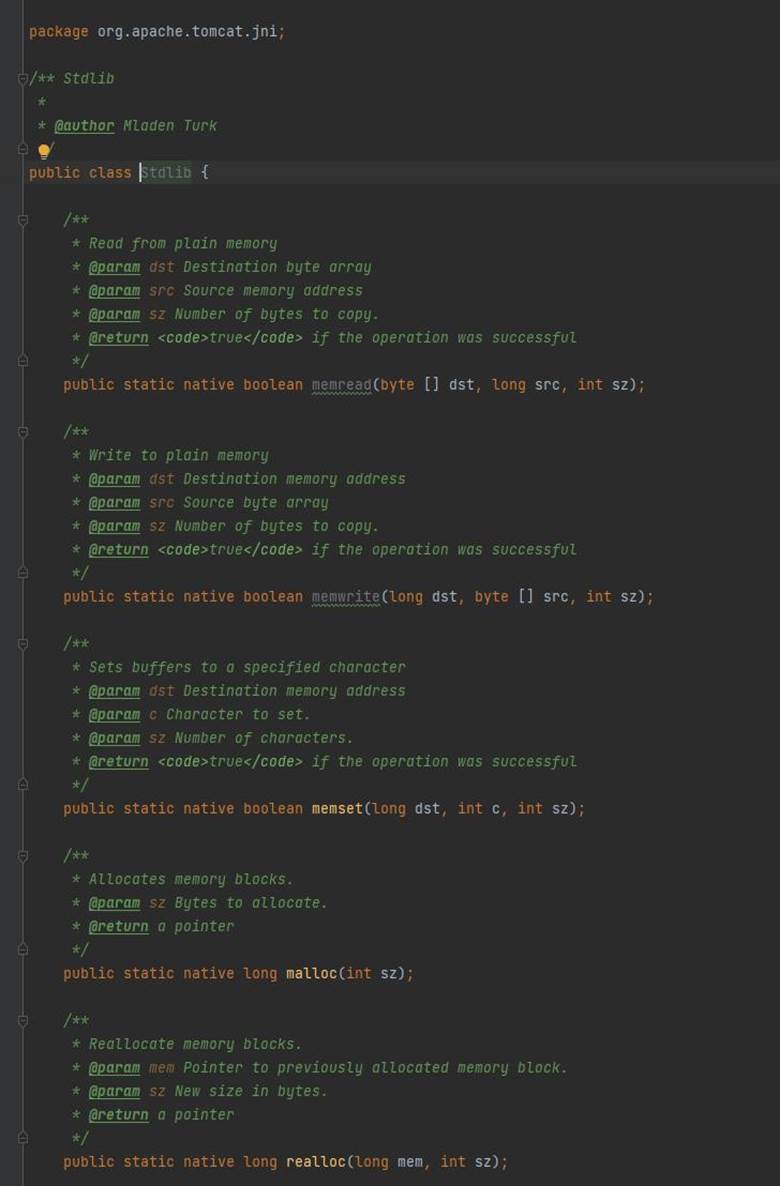 package org.apache.tomcat.jni;
/** Stdlib
 *
 * @author Mladen Turk
 */
public class Stdlib {
    /**
     * Read from plain memory
     * @param dst Destination byte array
     * @param src Source memory address
     * @param sz Number of bytes to copy.
     * @return <code>true</code> if the operation was successful
     */
    public static native boolean memread(byte [] dst, long src, int sz);
    /**
     * Write to plain memory
     * @param dst Destination memory address
     * @param src Source byte array
     * @param sz Number of bytes to copy.
     * @return <code>true</code> if the operation was successful
     */
    public static native boolean memwrite(long dst, byte [] src, int sz);
    /**
     * Sets buffers to a specified character
     * @param dst Destination memory address
     * @param c Character to set.
     * @param sz Number of characters.
     * @return <code>true</code> if the operation was successful
     */
    public static native boolean memset(long dst, int c, int sz);
    /**
     * Allocates memory blocks.
     * @param sz Bytes to allocate.
     * @return a pointer
     */
    public static native long malloc(int sz);
    /**
     * Reallocate memory blocks.
     * @param mem Pointer to previously allocated memory block.
     * @param sz New size in bytes.
     * @return a pointer
     */
    public static native long realloc(long mem, int sz);